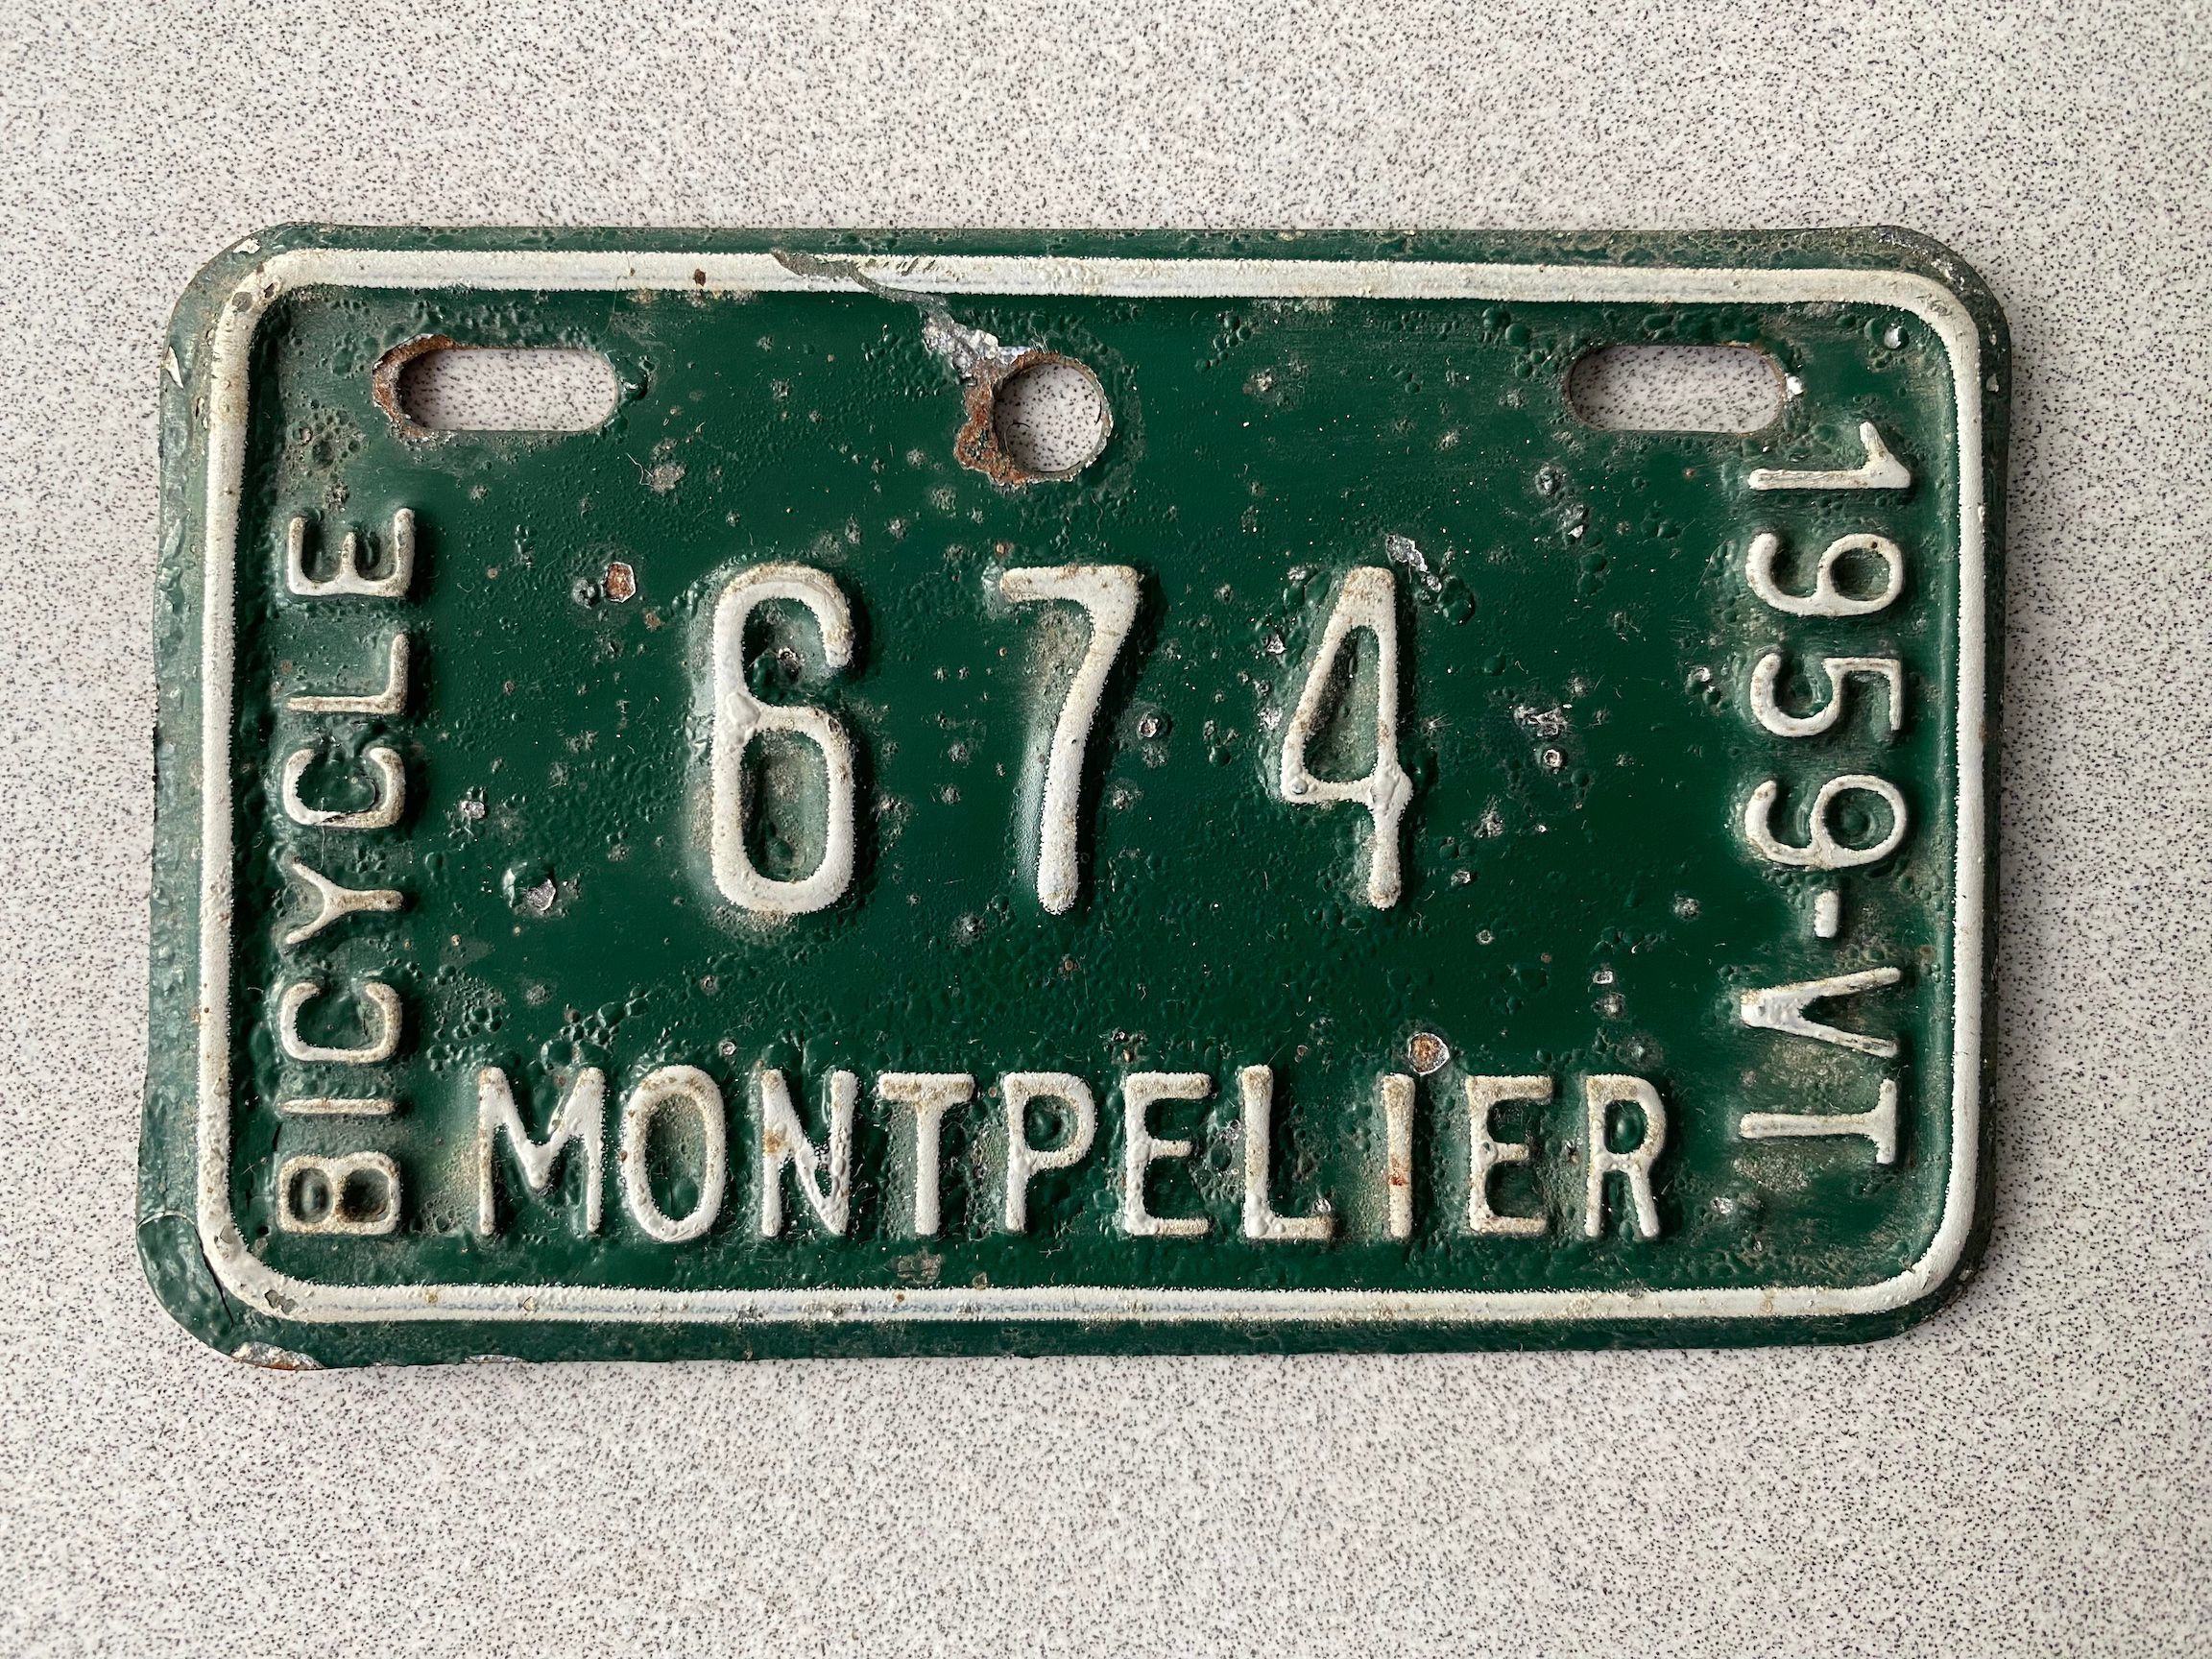 BICYCLE
674
1959-VT
MONTPELIER